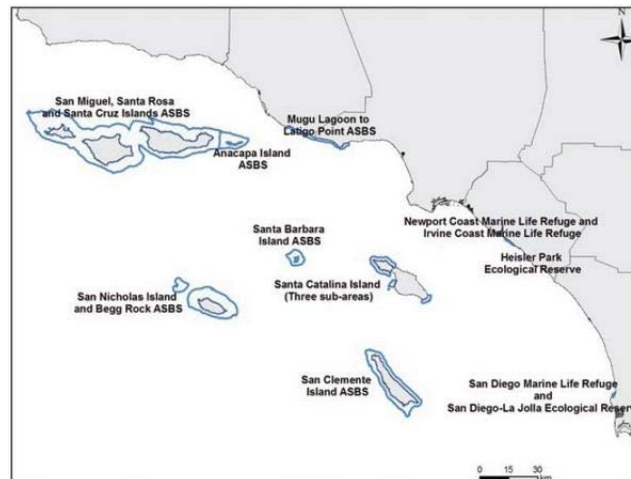 N
San Miguel, Santa Rosa
and Santa Cruz Islands ASBS
Mugu Lagoon to
Latigo Point ASBS
Anacapa Island
ASBS
Newport Coast Marine Life Refuge and
Irvine Coast Marine Life Refuge
Santa Barbara
Island ASBS
Heisler Park
Ecological Reserve
Santa Catalina Island
(Three sub-areas)
San Nicholas Island
and Begg Rock ASBS
San Clemente
Island ASBS
San Diego Marine Life Refuge
and
San Diego-La Jolla Ecological Reserve
0 15 30
km